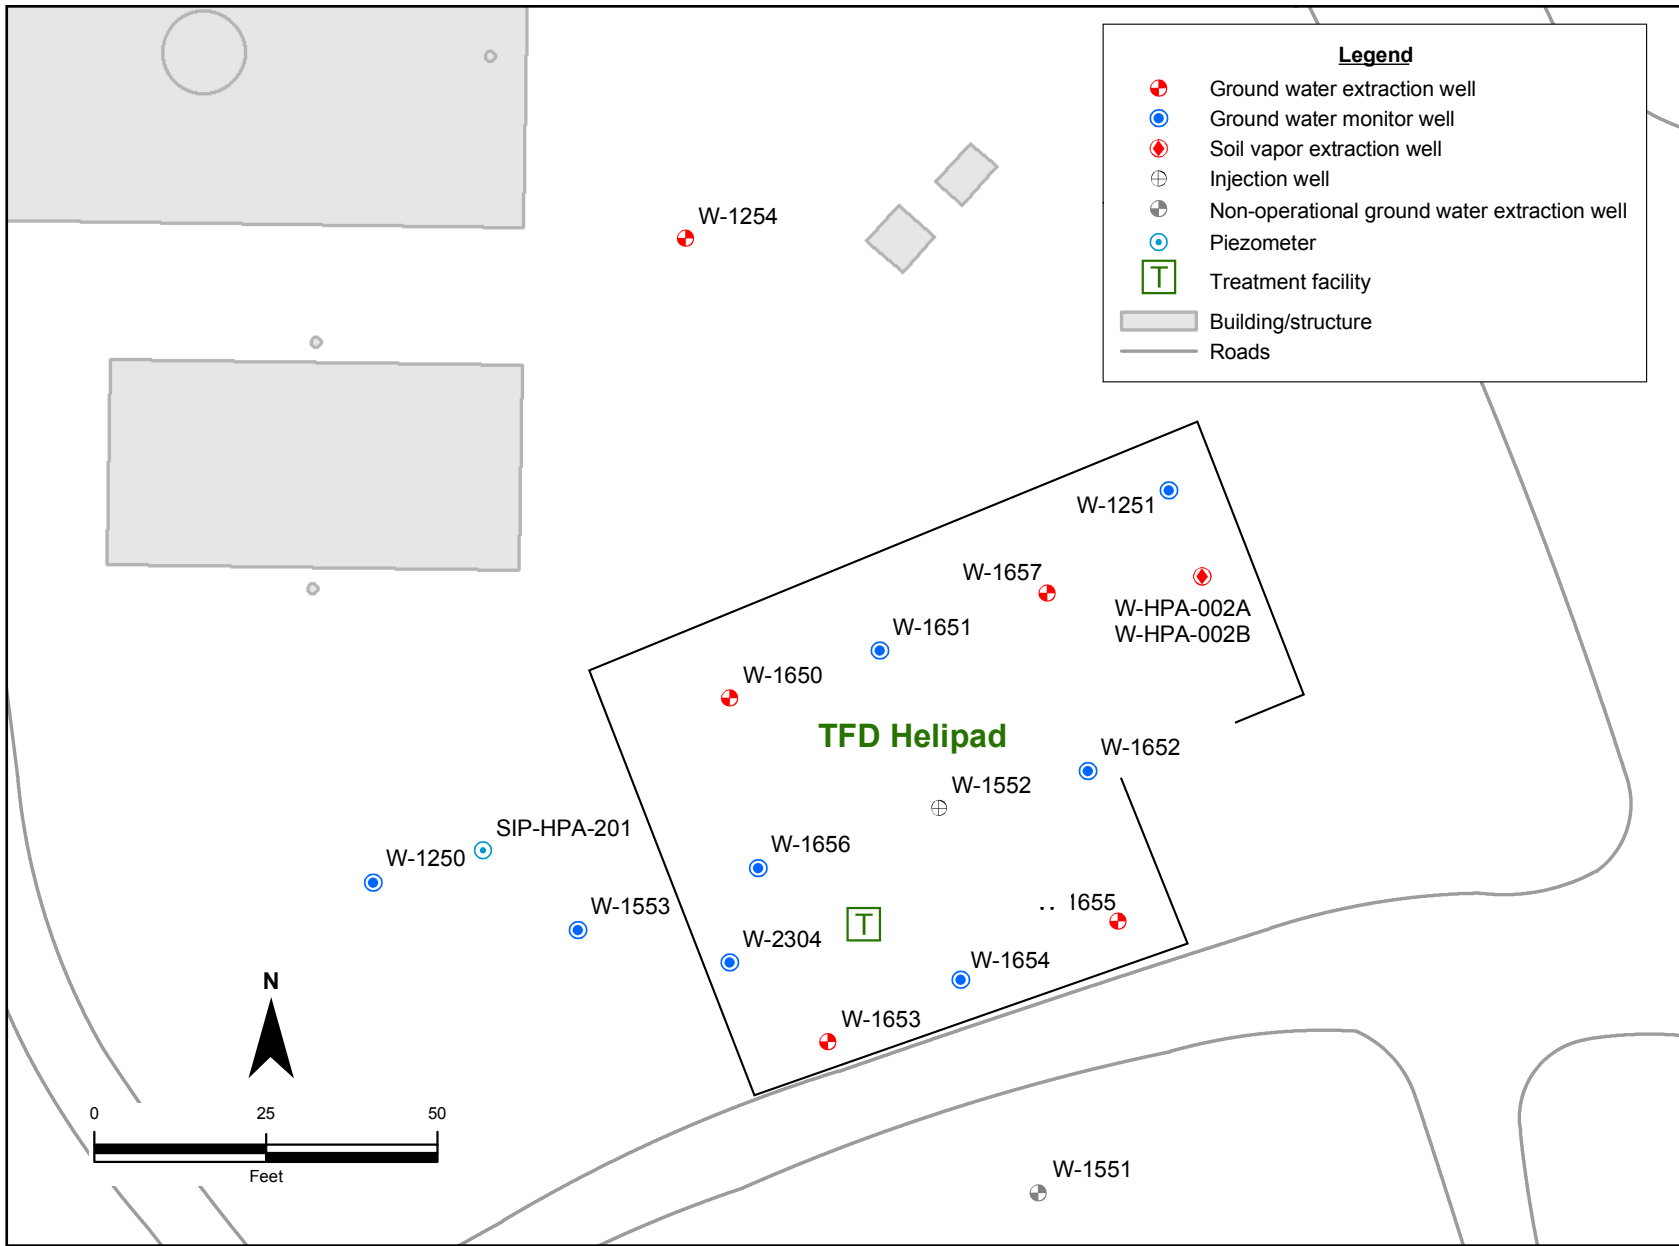 Legend
Ground water extraction well
Ground water monitor well
Soil vapor extraction well
Injection well
Non-operational ground water extraction well
Piezometer
T
Treatment facility
Building/structure
Roads
W-1254
W-1251
W-1657
W-HPA-002A
W-HPA-002B
W-1651
W-1650
TFD Helipad
W-1652
W-1552
SIP-HPA-201
W-1656
W-1250
W-1553
1655
T
W-2304
W-1654
N
W-1653
0 25 50
Feet
W-1551